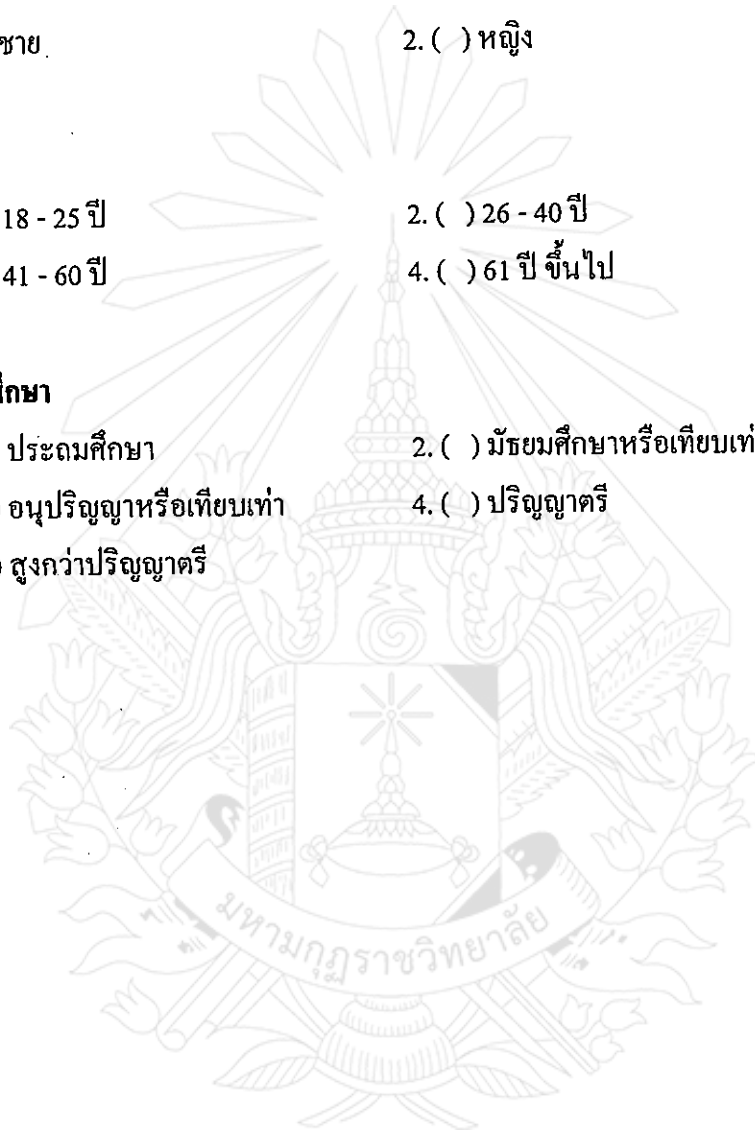 ชาย 2. ( ) หญิง
18 - 25 ปี 2. ( ) 26 - 40 ปี
41 - 60 ปี 4. ( ) 61 ปี ขึ้นไป
ศึกษา
ประถมศึกษา 2. ( ) มัธยมศึกษาหรือเทียบเท่
อนุปริญญาหรือเทียบเท่า 4. ( ) ปริญญาตรี
สูงกว่าปริญญาตรี
มหามกุฏราชวิทยาลัย